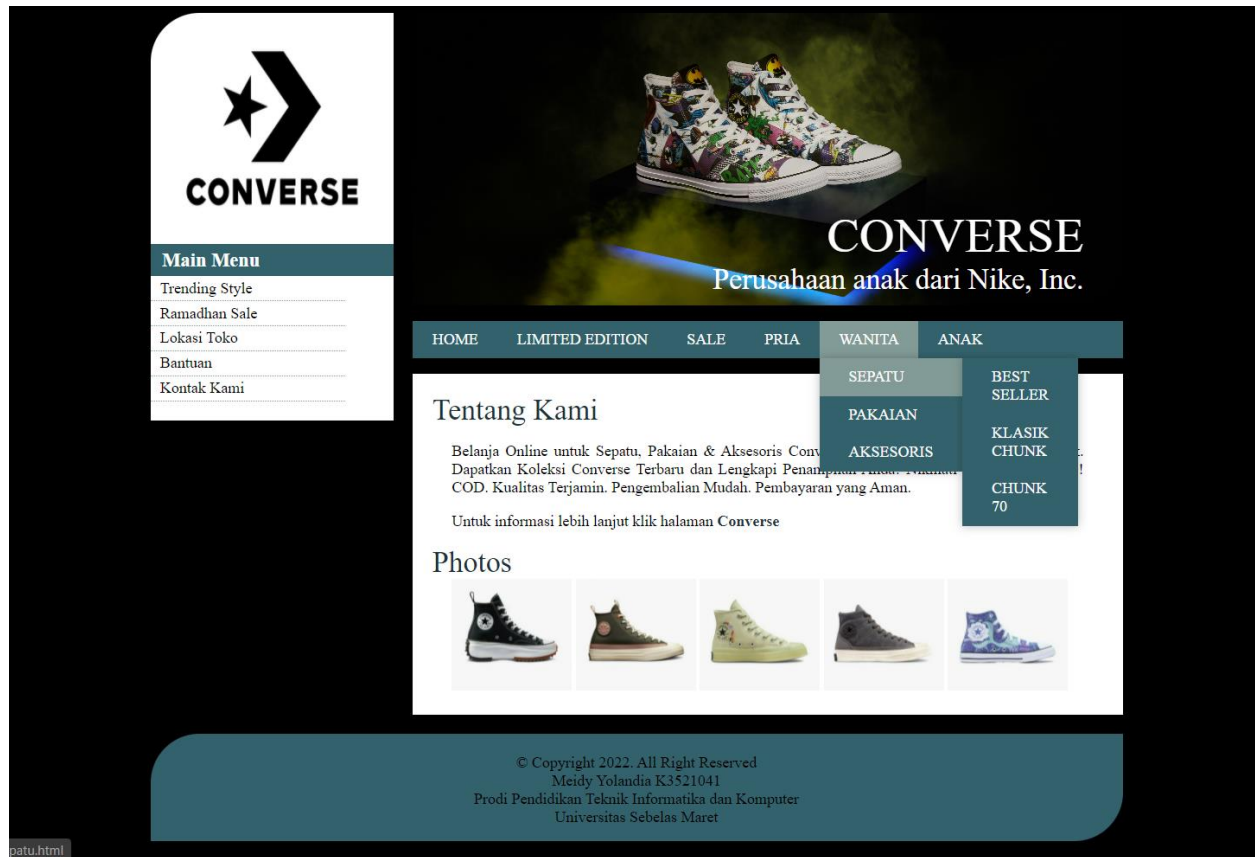 CONVERSE
CONVERSE
Perusahaan anak dari Nike, Inc.
Main Menu
Trending Style
Ramadhan Sale
Lokasi Toko
Bantuan
Kontak Kami
HOME LIMITED EDITION SALE PRIA WANITA ANAK
SEPATU
PAKAIAN
AKSESORIS
BEST
SELLER
KLASIK
CHUNK
CHUNK
70
Tentang Kami
Belanja Online untuk Sepatu, Pakaian & Aksesoris
Dapatkan Koleksi Converse Terbaru dan Lengkapi !
COD. Kualitas Terjamin. Pengembalian Mudah. Pembayaran yang Aman.
Untuk informasi lebih lanjut klik halaman Converse
Photos
© Copyright 2022. All Right Reserved
Meidy Yolandia K3521041
Prodi Pendidikan Teknik Informatika dan Komputer
Universitas Sebelas Maret
patu.html